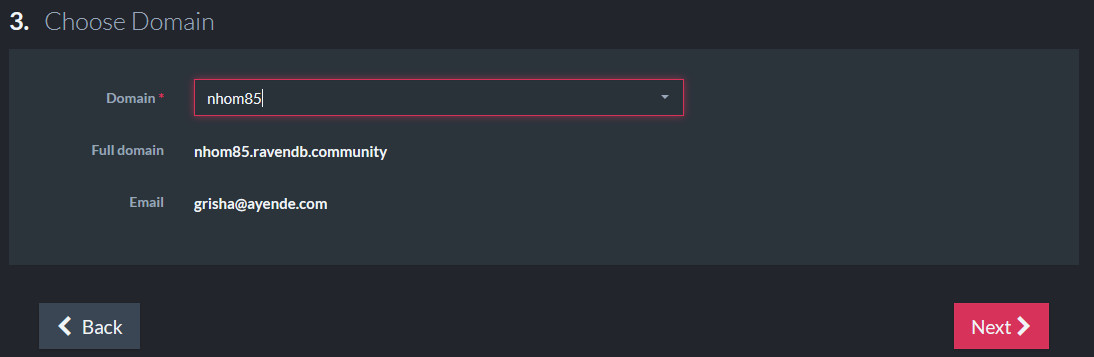 3. Choose Domain
Domain * nhom85
Full domain nhom85.ravendb.community
Email grisha@ayende.com
Back Next